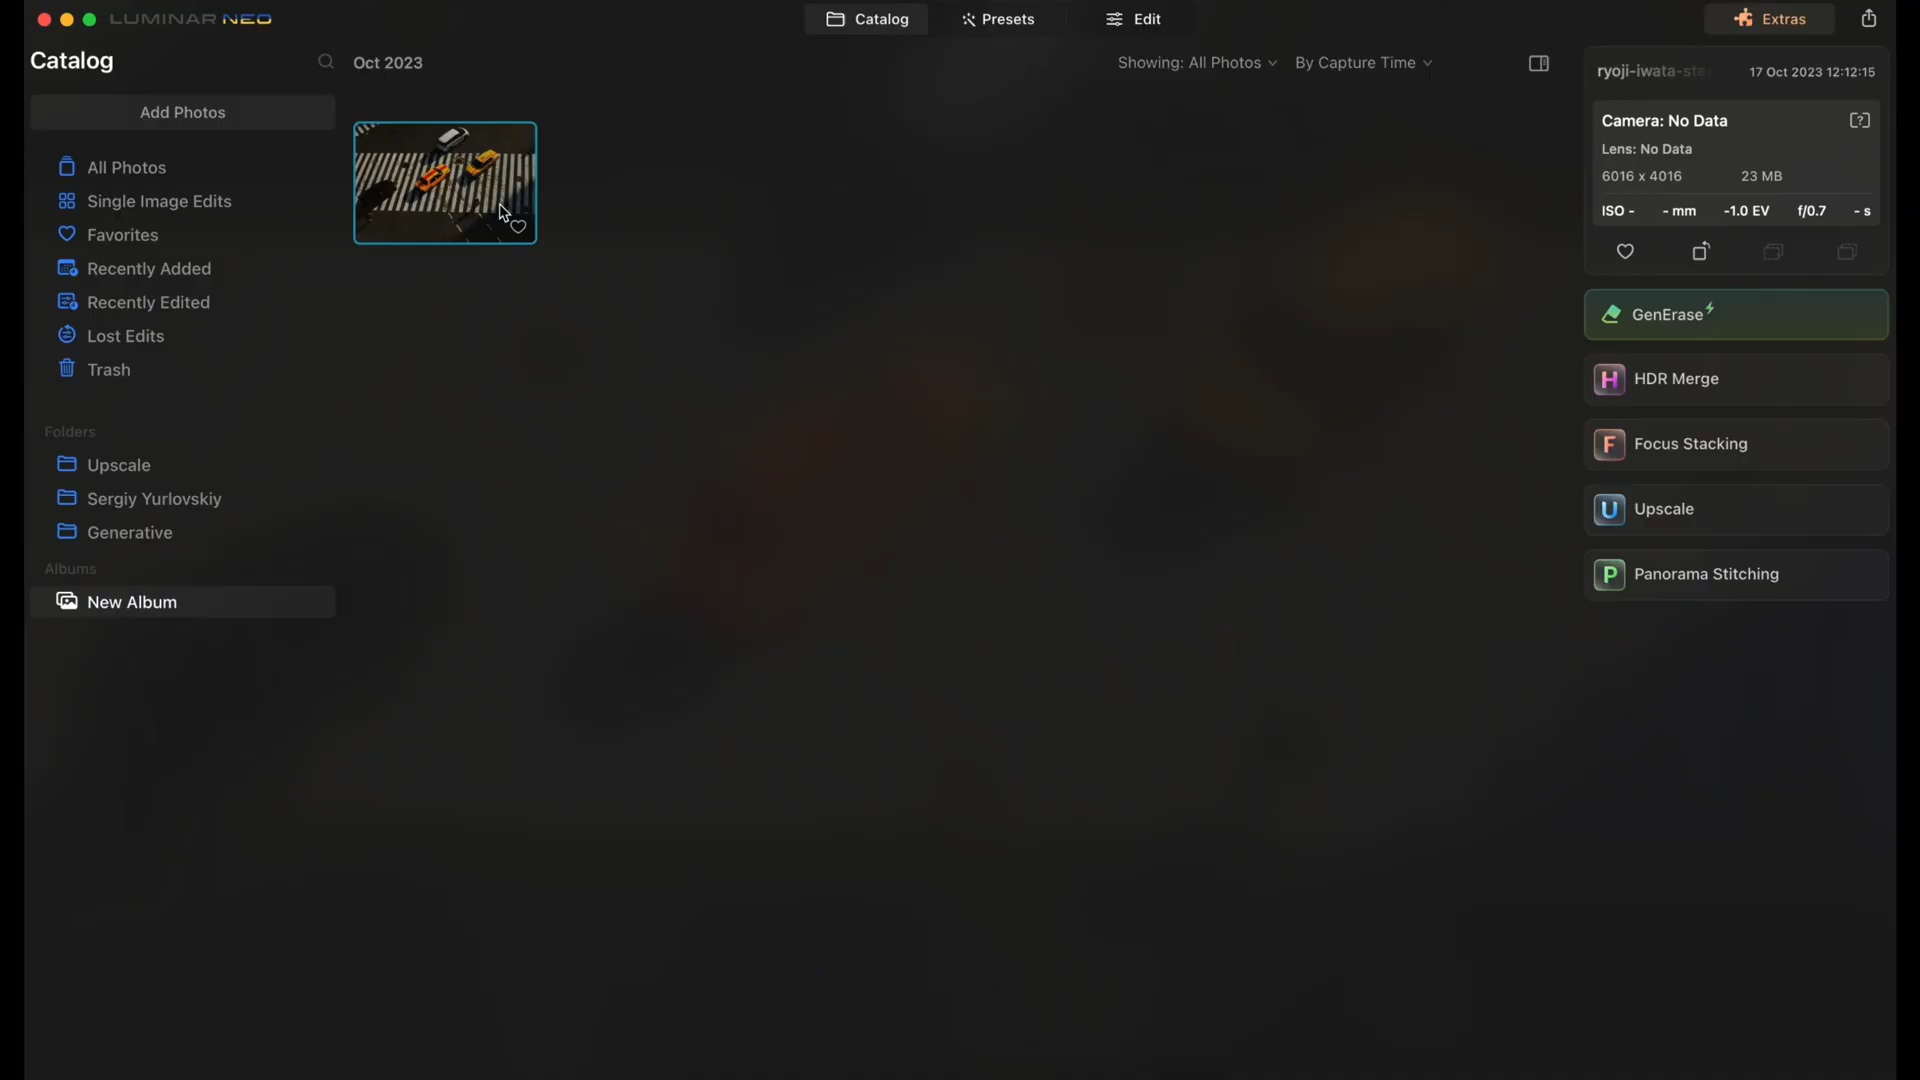 LUMINAR NEO
Catalog
Presets
Edit
Extras
Catalog
Oct 2023
Showing: All Photos
By Capture Time
ryoji-iwata-ste
17 Oct 2023 12:12:15
Add Photos
Camera: No Data
Lens: No Data
6016 x 4016
23 MB
ISO -
- mm
-1.0 EV
f/0.7
- s
All Photos
Single Image Edits
Favorites
Recently Added
Recently Edited
Lost Edits
Trash
Folders
Upscale
Sergiy Yurlovskiy
Generative
Albums
New Album
GenErase
H HDR Merge
F Focus Stacking
U Upscale
P Panorama Stitching